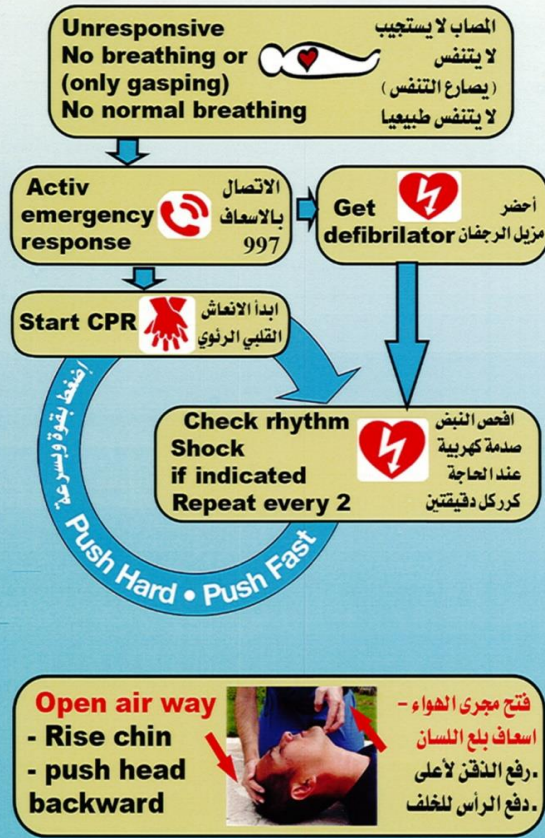 Unresponsive
No breathing or
(only gasping)
No normal breathing
المصاب لا يستجيب
لا يتنفس
( يصارع التنفس )
لا يتنفس طبيعيا
Activ
emergency
response
الاتصال
بالاسعاف
997
Get
defibrilator
أحضر
مزيل الرجفان
Start CPR
ابدأ الانعاش
القلبي الرئوي
إضغط بقوة وبسرعة
Push Hard • Push Fast
Check rhythm
Shock
if indicated
Repeat every 2
افحص النبض
صدمة كهربية
عند الحاجة
كرر كل دقيقتين
Open air way
- Rise chin
- push head
backward
فتح مجرى الهواء -
اسعاف بلع اللسان
.رفع الذقن لأعلى
.دفع الرأس للخلف